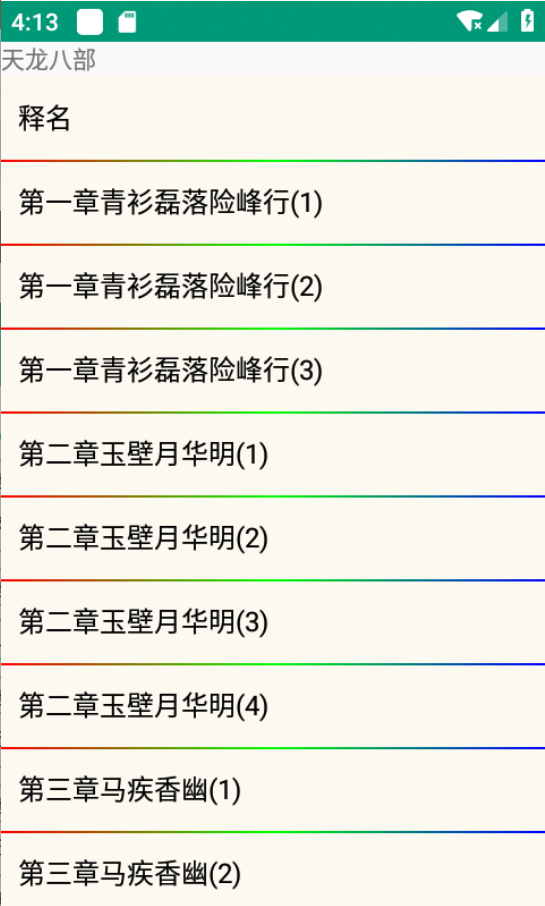 4:13
天龙八部
释名
第一章青衫磊落险峰行(1)
第一章青衫磊落险峰行(2)
第一章青衫磊落险峰行(3)
第二章玉壁月华明(1)
第二章玉壁月华明(2)
第二章玉壁月华明(3)
第二章玉壁月华明(4)
第三章马疾香幽(1)
第三章马疾香幽(2)